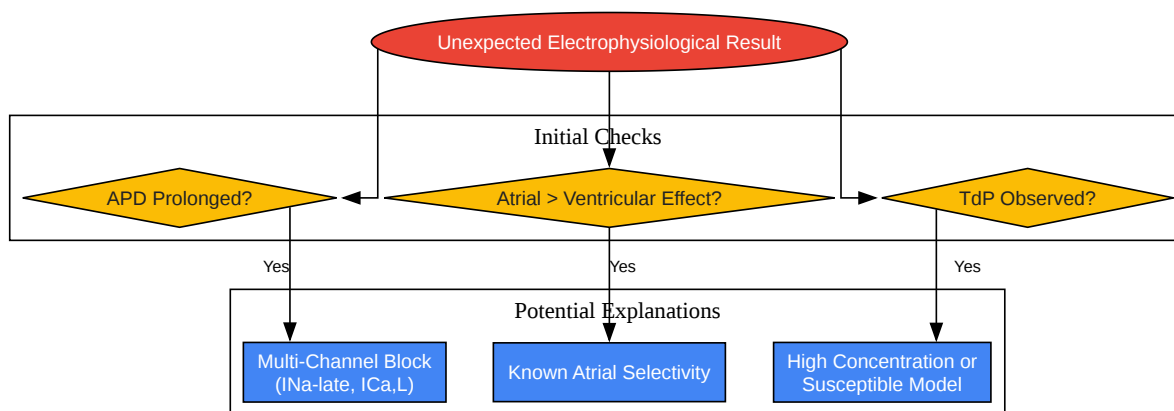 Unexpected Electrophysiological Result
Initial Checks
APD Prolonged?
Atrial > Ventricular Effect?
TdP Observed?
Yes
Yes
Yes
Potential Explanations
Multi-Channel Block
(INa-late, ICa,L)
Known Atrial Selectivity
High Concentration or
Susceptible Model